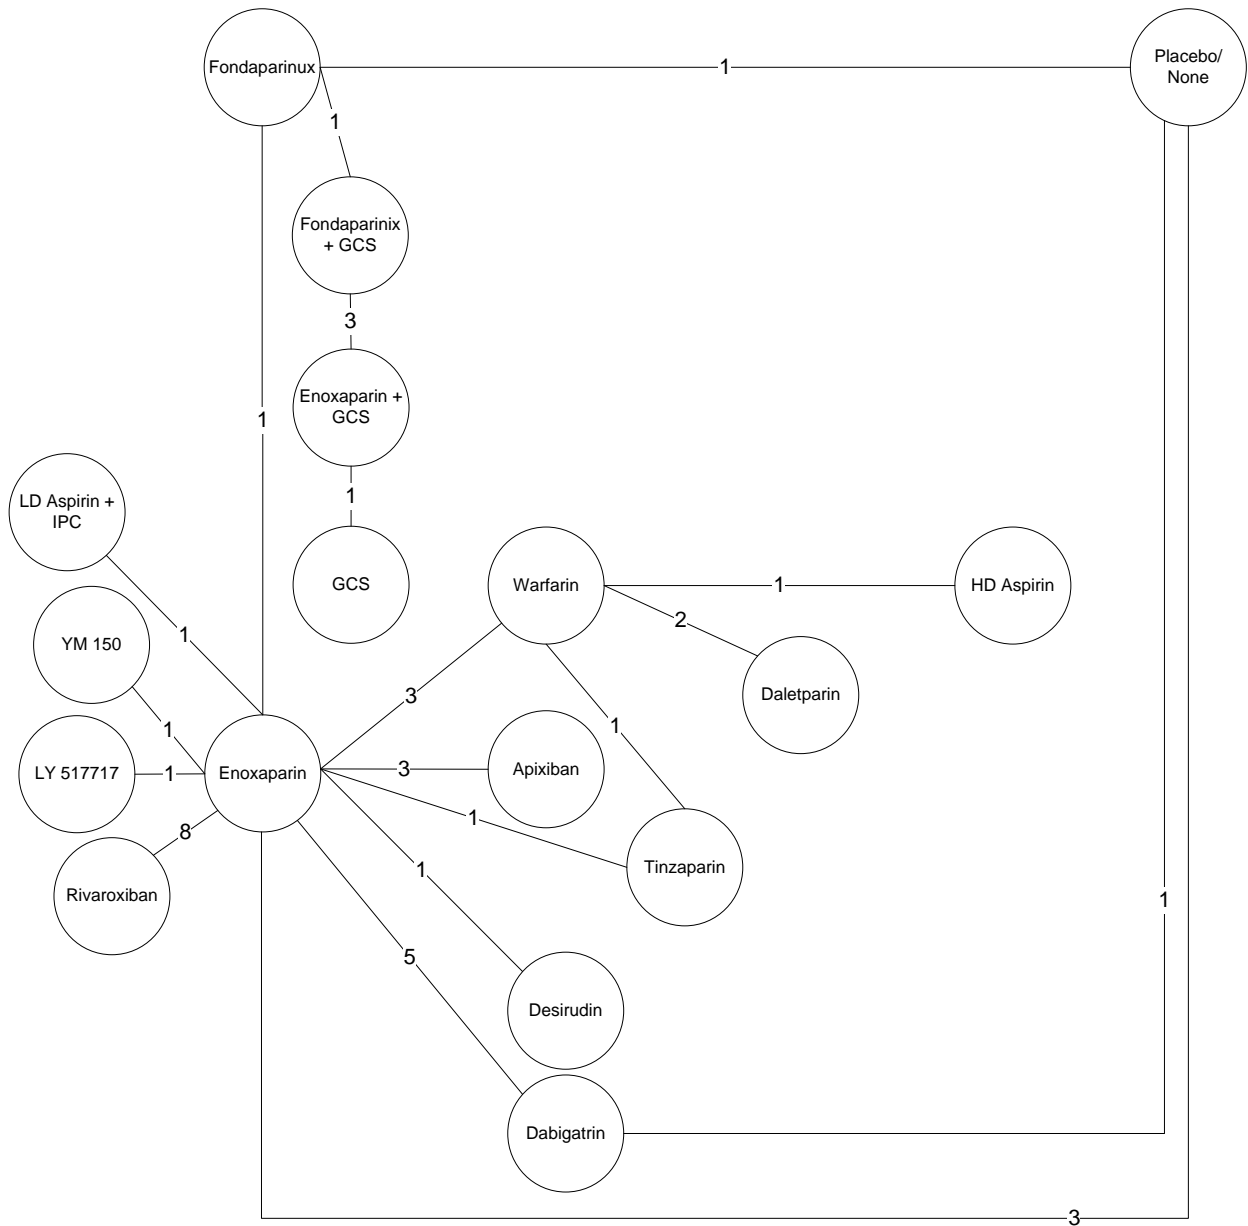 Fondaparinux
1
Placebo/
None
1
Fondaparinix
+ GCS
3
Enoxaparin +
GCS
1
1
LD Aspirin +
IPC
GCS
Warfarin
1
HD Aspirin
2
1
YM 150
3
Daletparin
1
1
LY 517717
1
Enoxaparin
3
Apixiban
8
1
Tinzaparin
1
Rivaroxiban
1
5
Desirudin
Dabigatrin
3